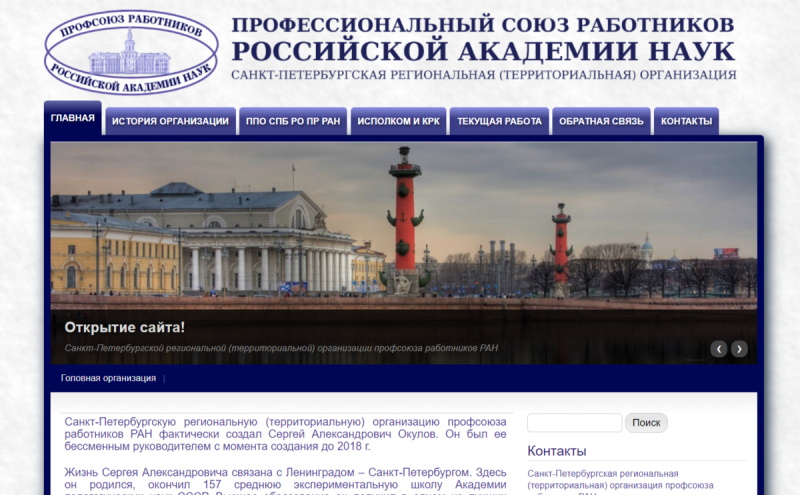 ПРОФСОЮЗ РАБОТНИКОВ
РОССИЙСКОЙ АКАДЕМИИ НАУК
ПРОФЕССИОНАЛЬНЫЙ СОЮЗ РАБОТНИКОВ
РОССИЙСКОЙ АКАДЕМИИ НАУК
САНКТ-ПЕТЕРБУРГСКАЯ РЕГИОНАЛЬНАЯ (ТЕРРИТОРИАЛЬНАЯ) ОРГАНИЗАЦИЯ
ГЛАВНАЯ ИСТОРИЯ ОРГАНИЗАЦИИ ППО СПБ РО ПР РАН ИСПОЛКОМ И КРК ТЕКУЩАЯ РАБОТА ОБРАТНАЯ СВЯЗЬ КОНТАКТЫ
Открытие сайта!
Санкт-Петербургской региональной (территориальной) организации профсоюза работников РАН
Головная организация |
Санкт-Петербургскую региональную (территориальную) организацию профсоюза
работников РАН фактически создал Сергей Александрович Окулов. Он был ее
бессменным руководителем с момента создания до 2018 г.
Жизнь Сергея Александровича связана с Ленинградом – Санкт-Петербургом. Здесь
он родился, окончил 157 среднюю экспериментальную школу Академии
Поиск
Контакты
Санкт-Петербургская региональная
(территориальная) организация профсоюза